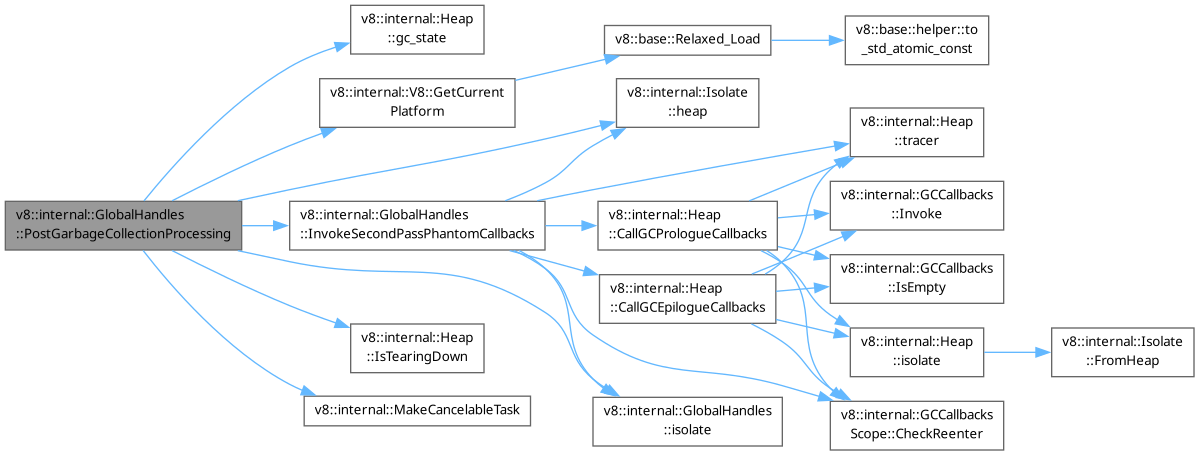 v8::internal::Heap
::gc_state
v8::base::Relaxed_Load
v8::base::helper::to
_std_atomic_const
v8::internal::V8::GetCurrent
Platform
v8::internal::Isolate
::heap
v8::internal::Heap
::tracer
v8::internal::GlobalHandles
::PostGarbageCollectionProcessing
v8::internal::GlobalHandles
::InvokeSecondPassPhantomCallbacks
v8::internal::Heap
::CallGCPrologueCallbacks
v8::internal::GCCallbacks
::Invoke
v8::internal::Heap
::CallGCEpilogueCallbacks
v8::internal::GCCallbacks
::IsEmpty
v8::internal::Heap
::IsTearingDown
v8::internal::Heap
::isolate
v8::internal::Isolate
::FromHeap
v8::internal::MakeCancelableTask
v8::internal::GlobalHandles
::isolate
v8::internal::GCCallbacks
Scope::CheckReenter